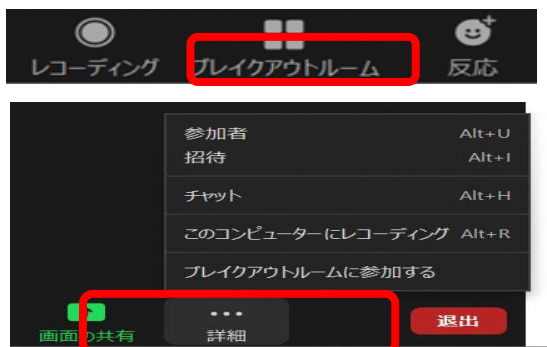 レコーディング ブレイクアウトルーム 反応
参加者 Alt+U
招待 Alt+I
チャット Alt+H
このコンピューターにレコーディング Alt+R
ブレイクアウトルームに参加する
画面の共有 詳細 退出